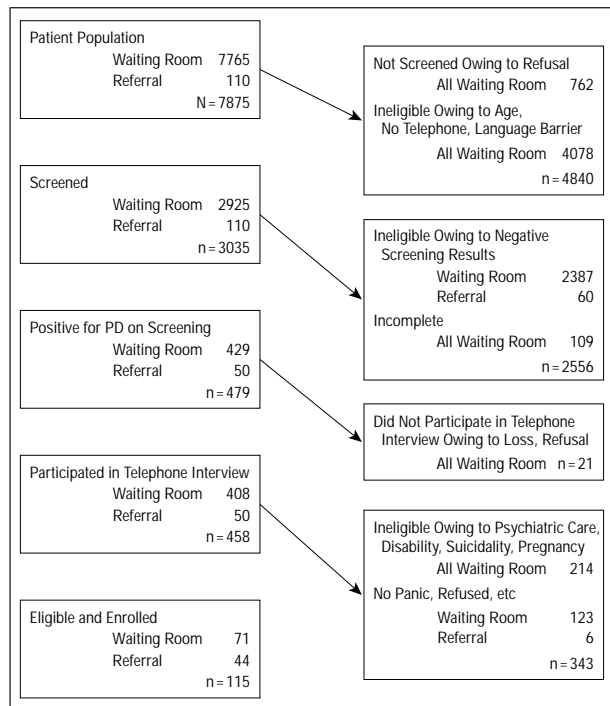 Patient Population
Waiting Room 7765
Referral 110
N = 7875
Not Screened Owing to Refusal
All Waiting Room 762
Ineligible Owing to Age,
No Telephone, Language Barrier
All Waiting Room 4078
n = 4840
Screened
Waiting Room 2925
Referral 110
n = 3035
Ineligible Owing to Negative
Screening Results
Waiting Room 2387
Referral 60
Incomplete
All Waiting Room 109
n = 2556
Positive for PD on Screening
Waiting Room 429
Referral 50
n = 479
Did Not Participate in Telephone
Interview Owing to Loss, Refusal
All Waiting Room n = 21
Participated in Telephone Interview
Waiting Room 408
Referral 50
n = 458
Ineligible Owing to Psychiatric Care,
Disability, Suicidality, Pregnancy
All Waiting Room 214
No Panic, Refused, etc
Waiting Room 123
Referral 6
n = 343
Eligible and Enrolled
Waiting Room 71
Referral 44
n = 115